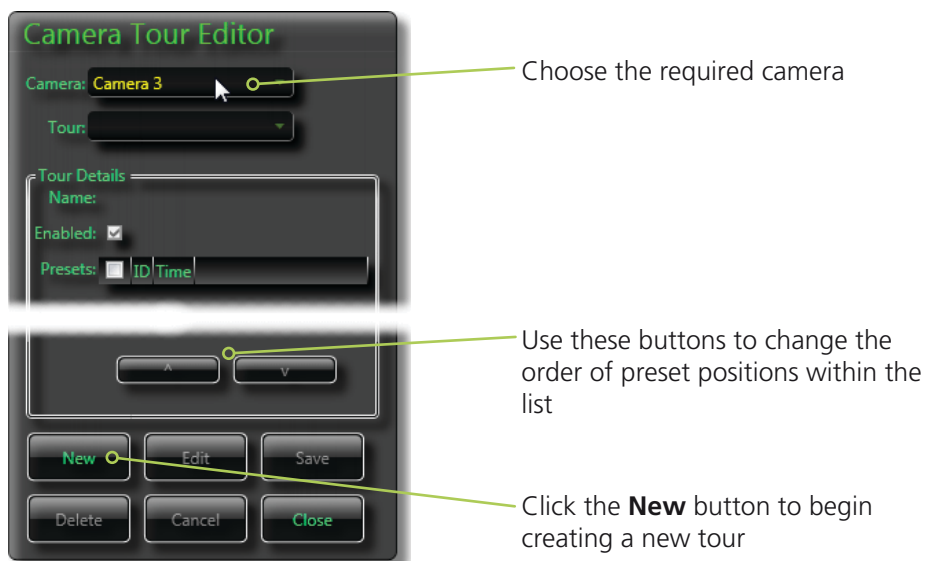 Camera Tour Editor
Camera: Camera 3
Choose the required camera
Tour:
Tour Details
Name:
Enabled:
Presets: ID Time
Use these buttons to change the
order of preset positions within the
list
^ v
New Edit Save
Click the New button to begin
creating a new tour
Delete Cancel Close